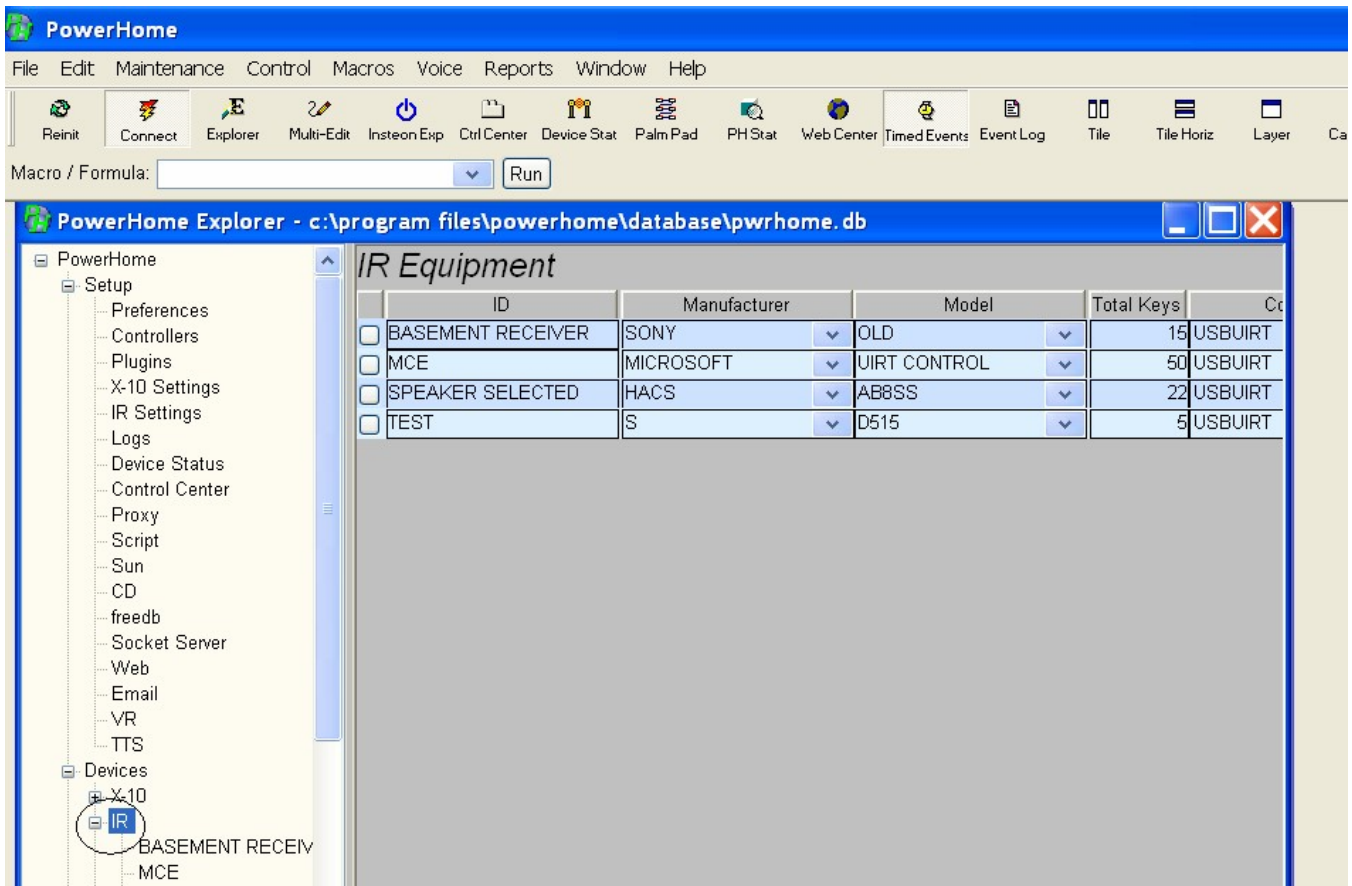 PowerHome
File Edit Maintenance Control Macros Voice Reports Window Help
Reinit Connect Explorer Multi-Edit Insteon Exp Ctrl Center Device Stat Palm Pad PH Stat Web Center Timed Events Event Log Tile Tile Horiz Layer Ca
Macro / Formula: Run
PowerHome Explorer - c:\program files\powerhome\database\pwrhome.db
PowerHome
Setup
Preferences
Controllers
Plugins
X-10 Settings
IR Settings
Logs
Device Status
Control Center
Proxy
Script
Sun
CD
freedb
Socket Server
Web
Email
VR
TTS
Devices
X-10
IR
BASEMENT RECEIV
MCE
IR Equipment
ID Manufacturer Model Total Keys Co
BASEMENT RECEIVER SONY OLD 15 USBUIRT
MCE MICROSOFT UIRT CONTROL 50 USBUIRT
SPEAKER SELECTED HACS AB8SS 22 USBUIRT
TEST S D515 5 USBUIRT